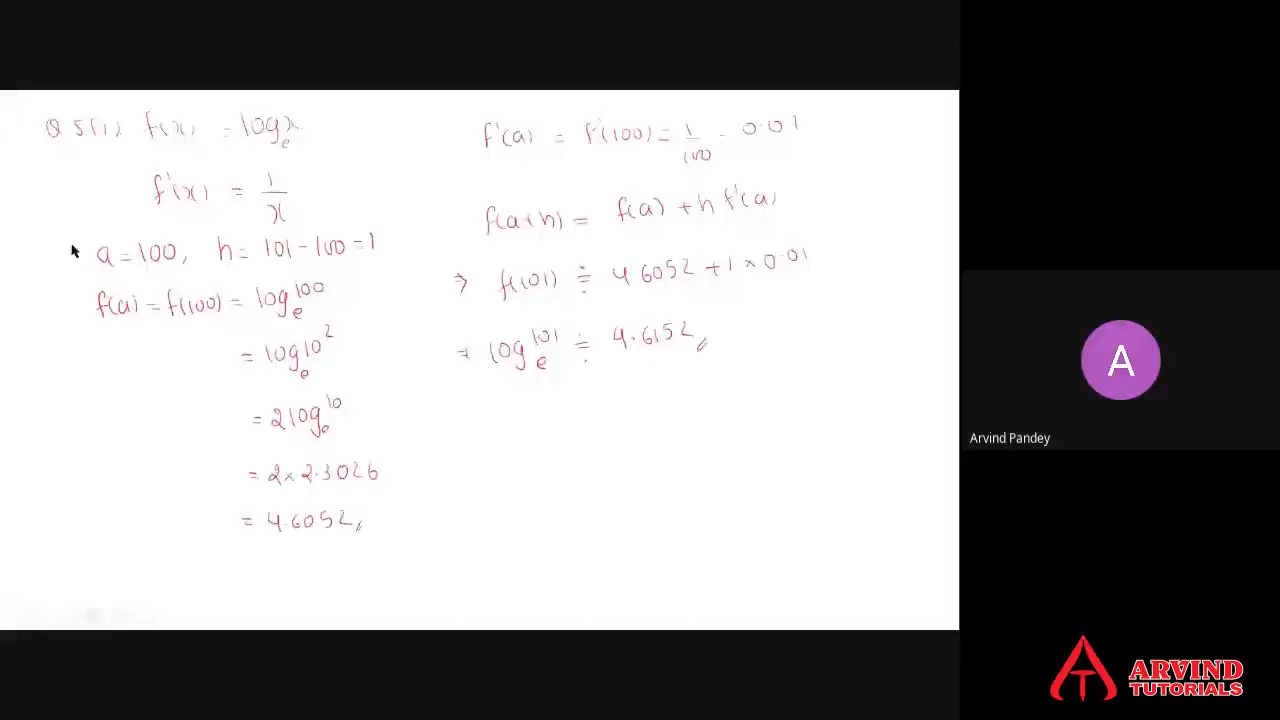 Q 5(i) f(x) = log_e x
f'(x) = 1/x
a = 100, h = 101 - 100 = 1
f(a) = f(100) = log_e 100
= log_e 10^2
= 2 log_e 10
= 2 × 2.3026
= 4.6052,
f'(a) = f'(100) = 1/100 = 0.01
f(a+h) = f(a) + h f'(a)
⇒ f(101) ≑ 4.6052 + 1 × 0.01
⇒ log_e 101 ≑ 4.6152,
A
Arvind Pandey
ARVIND
TUTORIALS